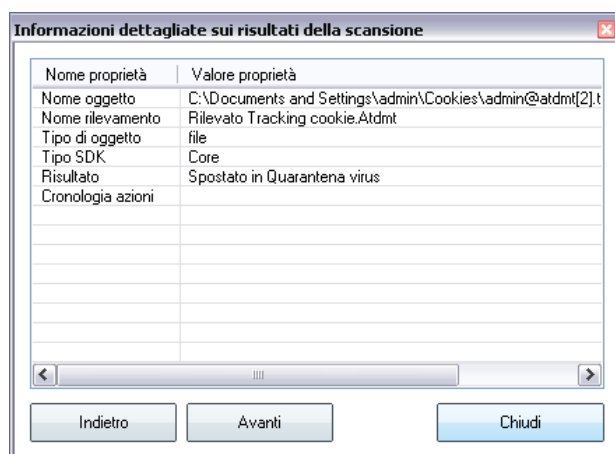 Informazioni dettagliate sui risultati della scansione
Nome proprietà Valore proprietà
Nome oggetto C:\Documents and Settings\admin\Cookies\admin@atdmt[2].t
Nome rilevamento Rilevato Tracking cookie.Atdmt
Tipo di oggetto file
Tipo SDK Core
Risultato Spostato in Quarantena virus
Cronologia azioni
Indietro Avanti Chiudi